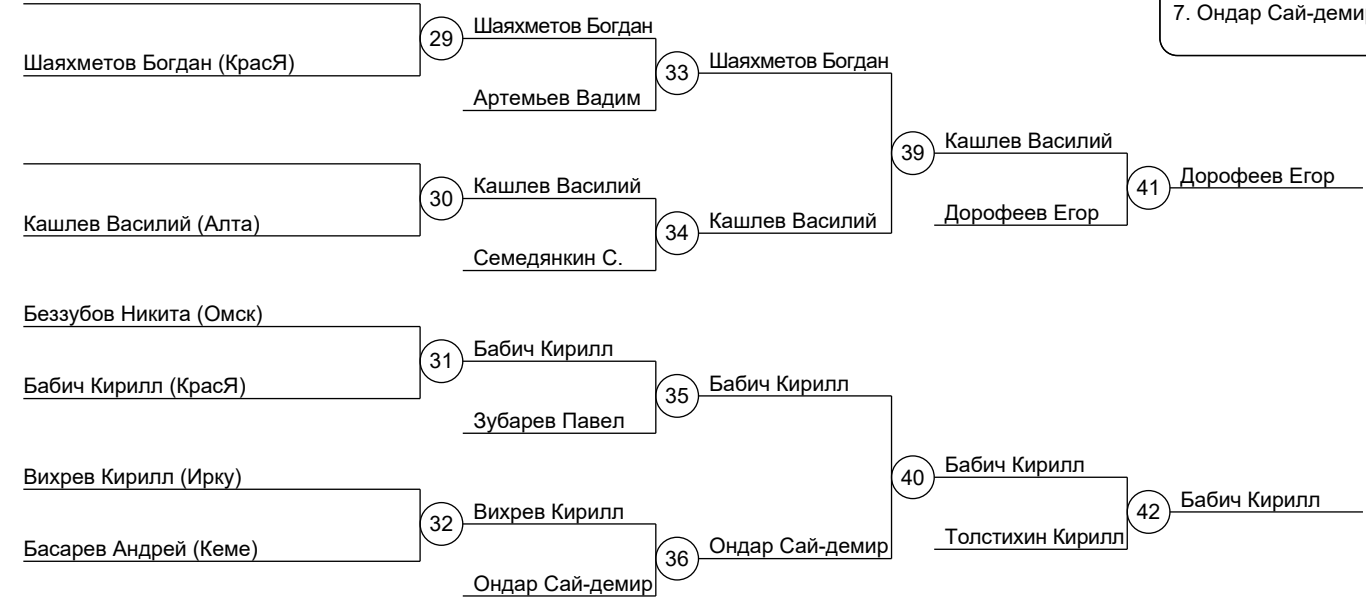 7. Ондар Сай-демир
Шаяхметов Богдан (КрасЯ)
29
Шаяхметов Богдан
Артемьев Вадим
33
Шаяхметов Богдан
Кашлев Василий (Алта)
30
Кашлев Василий
Семедянкин С.
34
Кашлев Василий
39
Кашлев Василий
Дорофеев Егор
41
Дорофеев Егор
Беззубов Никита (Омск)
Бабич Кирилл (КрасЯ)
31
Бабич Кирилл
Зубарев Павел
35
Бабич Кирилл
Вихрев Кирилл (Ирку)
Басарев Андрей (Кеме)
32
Вихрев Кирилл
Ондар Сай-демир
36
Ондар Сай-демир
40
Бабич Кирилл
Толстихин Кирилл
42
Бабич Кирилл